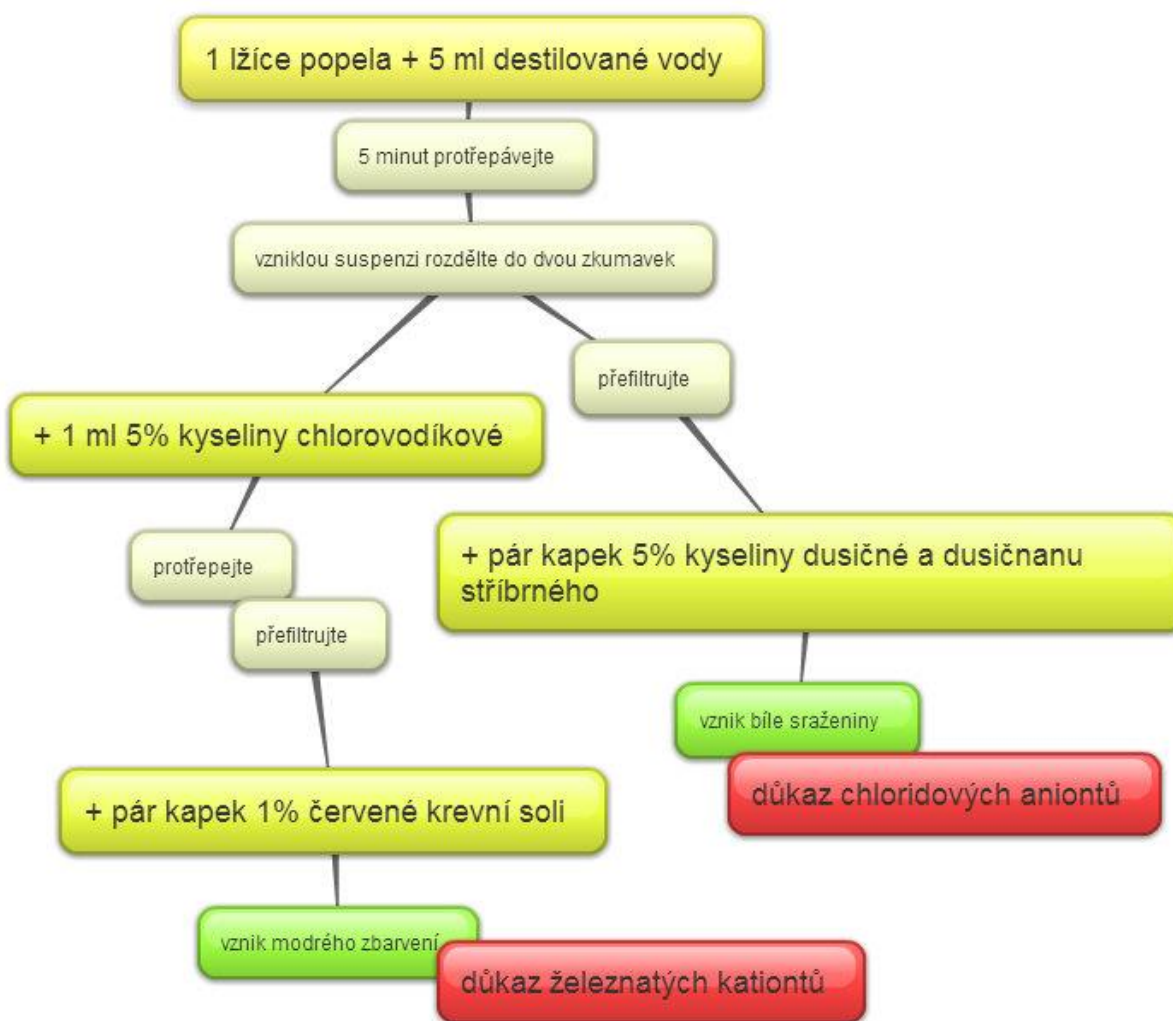 1 lžíce popela + 5 ml destilované vody
5 minut protřepávejte
vzniklou suspenzi rozdělte do dvou zkumavek
přefiltrujte
+ 1 ml 5% kyseliny chlorovodíkové
+ pár kapek 5% kyseliny dusičné a dusičnanu
stříbrného
protřepejte
přefiltrujte
vznik bíle sraženiny
důkaz chloridových aniontů
+ pár kapek 1% červené krevní soli
vznik modrého zbarvení
důkaz železnatých kationtů